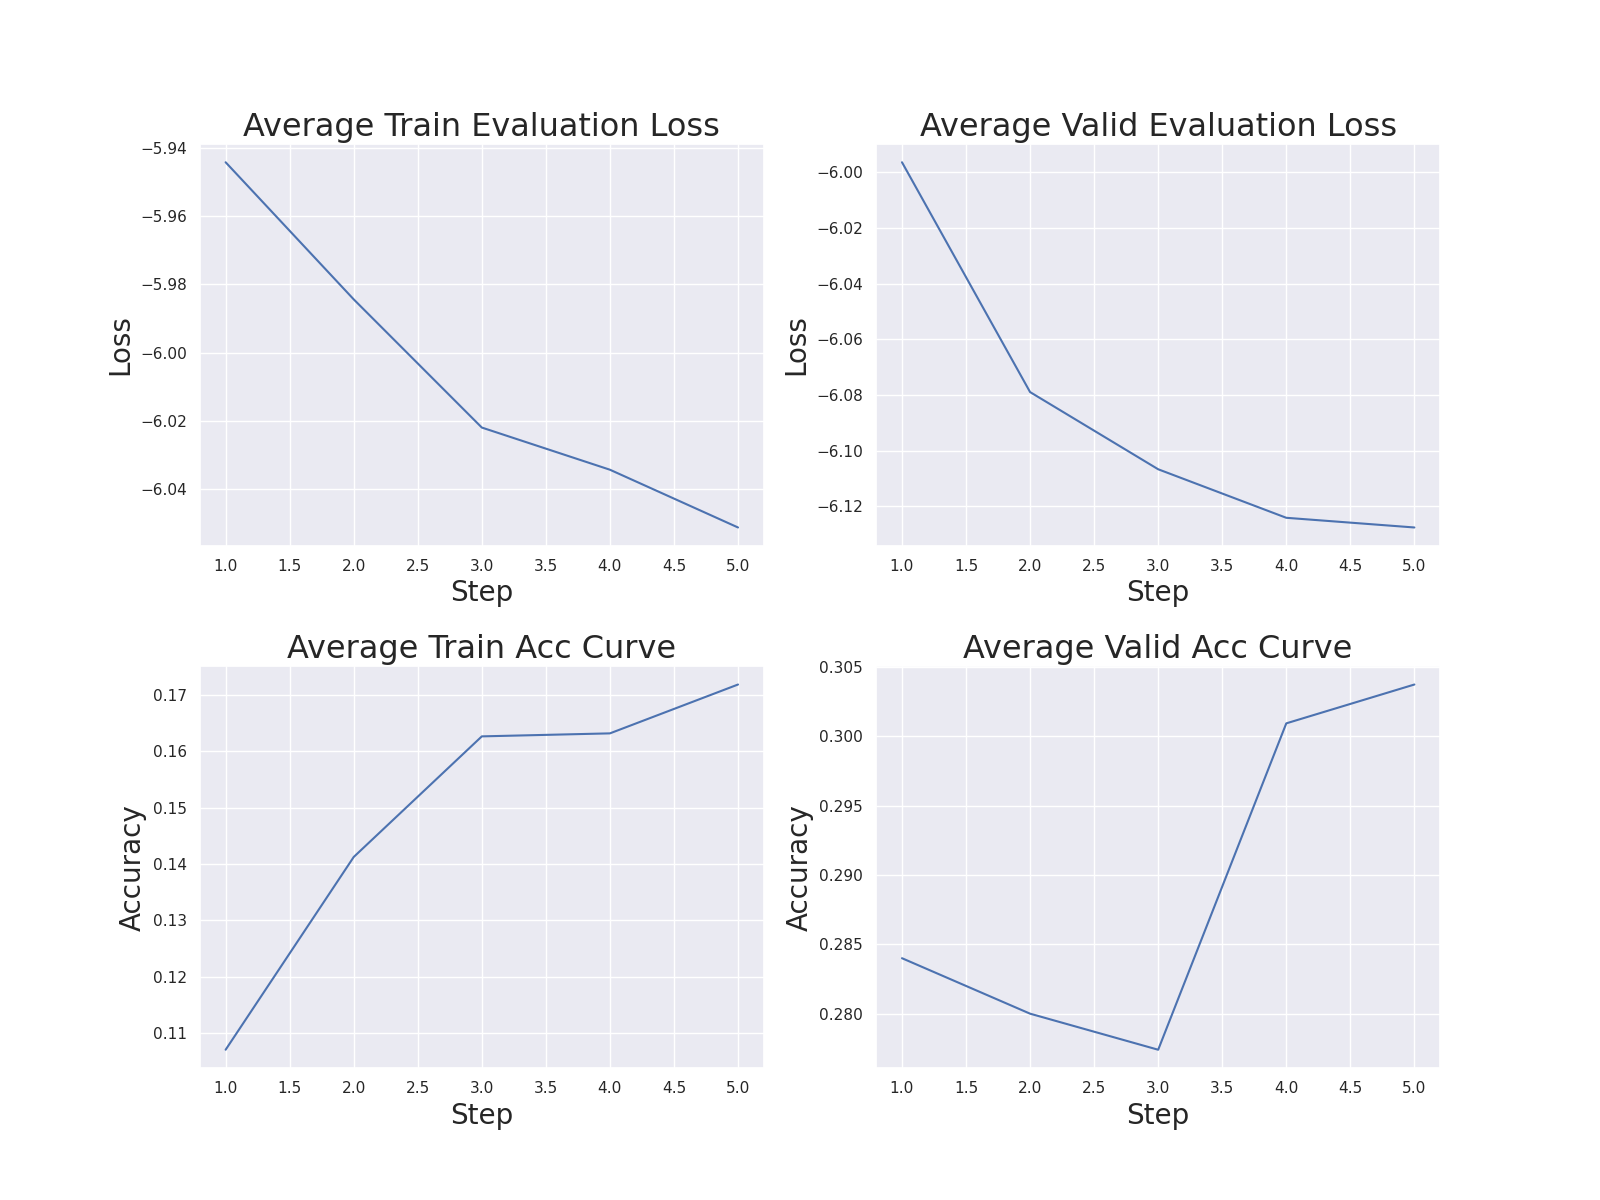 Average Train Evaluation Loss
−5.94
−5.96
−5.98
−6.00
−6.02
−6.04
Loss
1.0 1.5 2.0 2.5 3.0 3.5 4.0 4.5 5.0
Step
Average Valid Evaluation Loss
−6.00
−6.02
−6.04
−6.06
−6.08
−6.10
−6.12
Loss
1.0 1.5 2.0 2.5 3.0 3.5 4.0 4.5 5.0
Step
Average Train Acc Curve
0.17
0.16
0.15
0.14
0.13
0.12
0.11
Accuracy
1.0 1.5 2.0 2.5 3.0 3.5 4.0 4.5 5.0
Step
Average Valid Acc Curve
0.305
0.300
0.295
0.290
0.285
0.280
Accuracy
1.0 1.5 2.0 2.5 3.0 3.5 4.0 4.5 5.0
Step